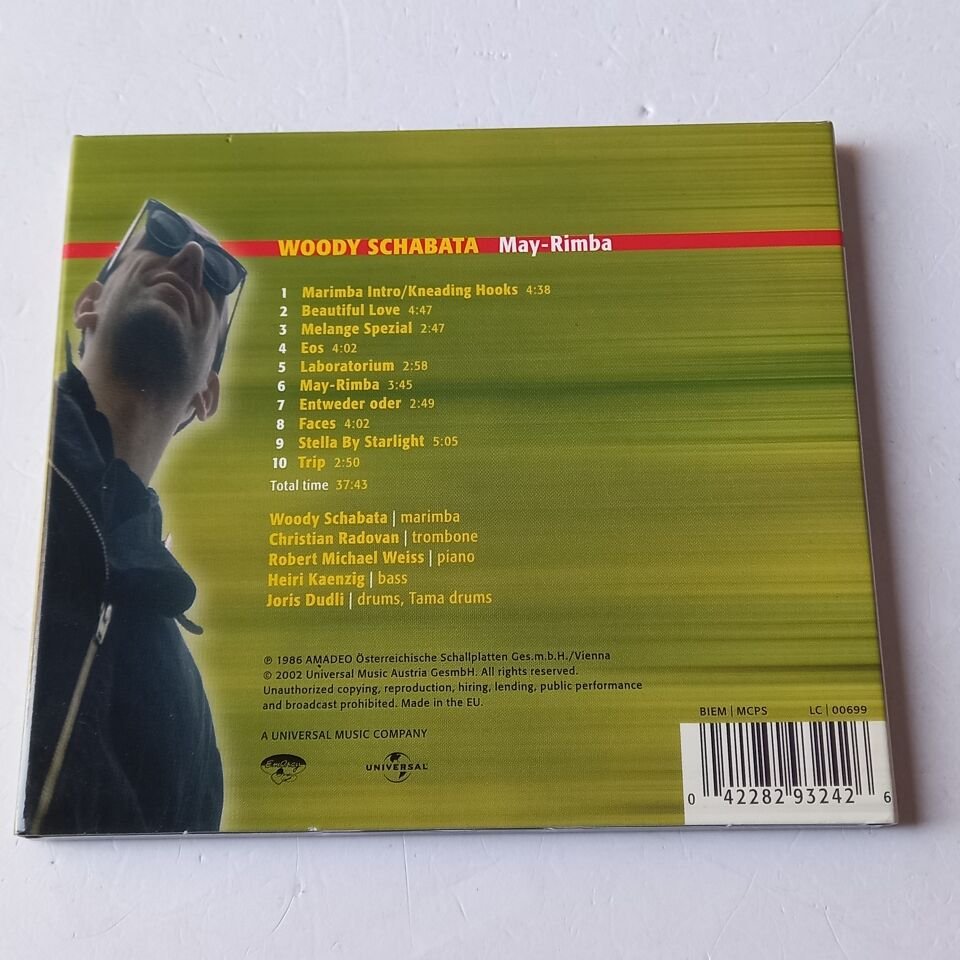 WOODY SCHABATA May-Rimba
1 Marimba Intro/Kneading Hooks 4:38
2 Beautiful Love 4:47
3 Melange Spezial 2:47
4 Eos 4:02
5 Laboratorium 2:58
6 May-Rimba 3:45
7 Entweder oder 2:49
8 Faces 4:02
9 Stella By Starlight 5:05
10 Trip 2:50
Total time 37:43
Woody Schabata | marimba
Christian Radovan | trombone
Robert Michael Weiss | piano
Heiri Kaenzig | bass
Joris Dudli | drums, Tama drums
℗ 1986 AMADEO Österreichische Schallplatten Ges.m.b.H./Vienna
© 2002 Universal Music Austria GesmbH. All rights reserved.
Unauthorized copying, reproduction, hiring, lending, public performance
and broadcast prohibited. Made in the EU.
A UNIVERSAL MUSIC COMPANY
EmArcy
UNIVERSAL
BIEM | MCPS LC | 00699
0 42282 93242 6